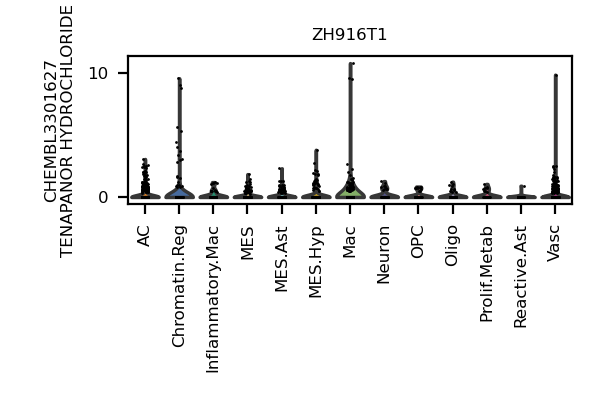 ZH916T1
CHEMBL3301627
TENAPANOR HYDROCHLORIDE
10
0
AC
Chromatin.Reg
Inflammatory.Mac
MES
MES.Ast
MES.Hyp
Mac
Neuron
OPC
Oligo
Prolif.Metab
Reactive.Ast
Vasc